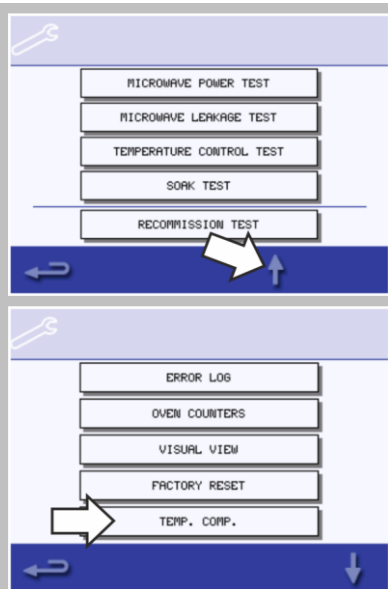 MICROWAVE POWER TEST
MICROWAVE LEAKAGE TEST
TEMPERATURE CONTROL TEST
SOAK TEST
RECOMMISSION TEST
ERROR LOG
OVEN COUNTERS
VISUAL VIEW
FACTORY RESET
TEMP. COMP.